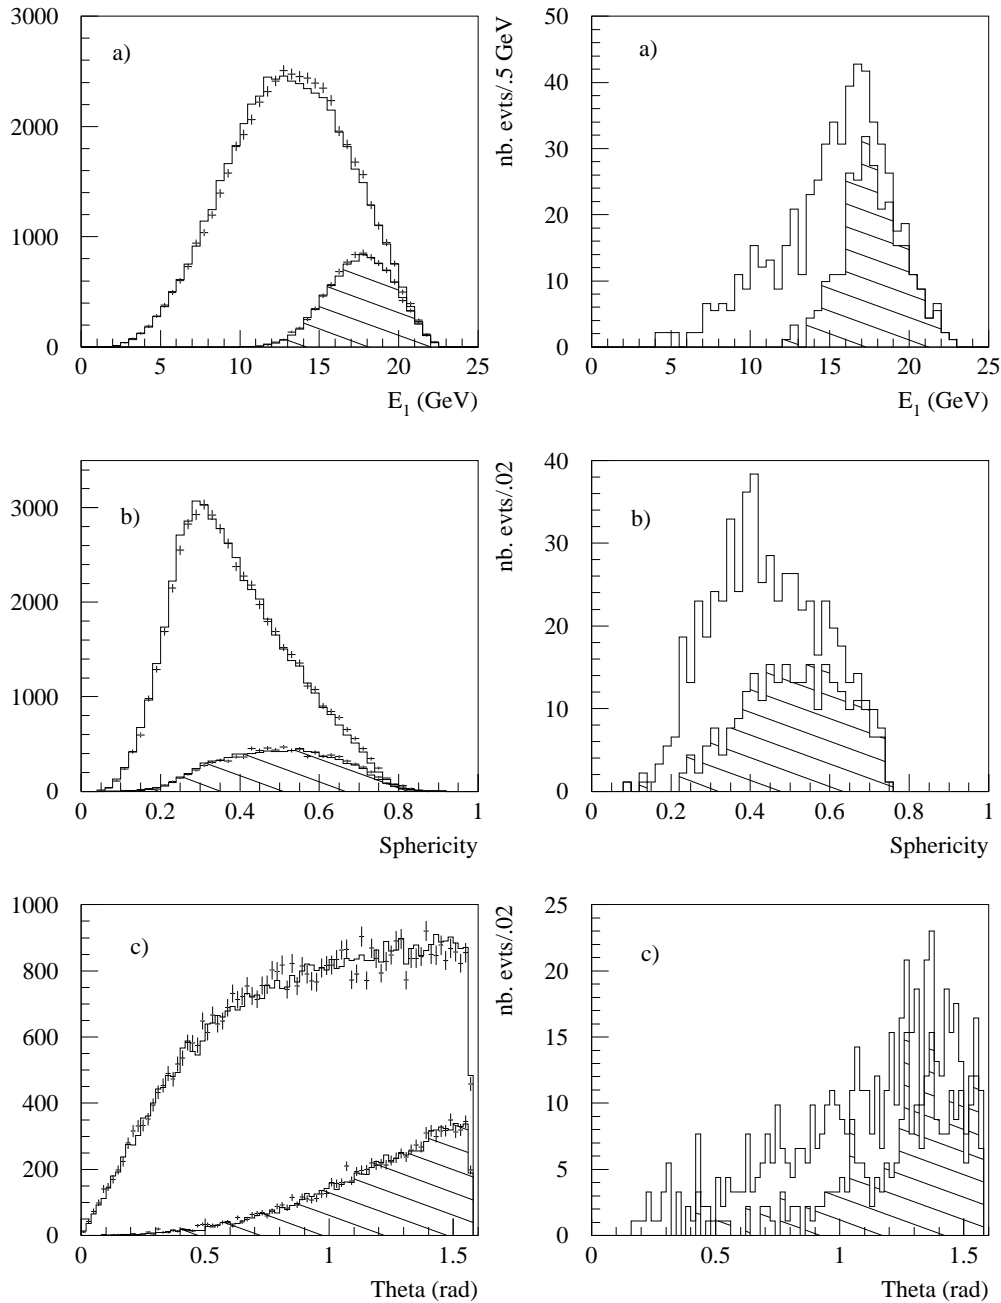 3000
2000
1000
0
a)
0 5 10 15 20 25
E1 (GeV)
nb. evts/.5 GeV
50
40
30
20
10
0
a)
0 5 10 15 20 25
E1 (GeV)
3000
2000
1000
0
b)
0 0.2 0.4 0.6 0.8 1
Sphericity
nb. evts/.02
40
30
20
10
0
b)
0 0.2 0.4 0.6 0.8 1
Sphericity
1000
800
600
400
200
0
c)
0 0.5 1 1.5
Theta (rad)
nb. evts/.02
25
20
15
10
5
0
c)
0 0.5 1 1.5
Theta (rad)